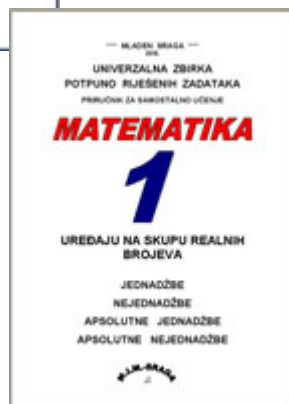 MLADEN SRAGA
UNIVERZALNA ZBIRKA
POTPUNO RIJEŠENIH ZADATAKA
PRIRUČNIK ZA SAMOSTALNO UČENJE
MATEMATIKA
1
UREĐAJU NA SKUPU REALNIH
BROJEVA
JEDNADŽBE
NEJEDNADŽBE
APSOLUTNE JEDNADŽBE
APSOLUTNE NEJEDNADŽBE
M.I.M.-SRAGA